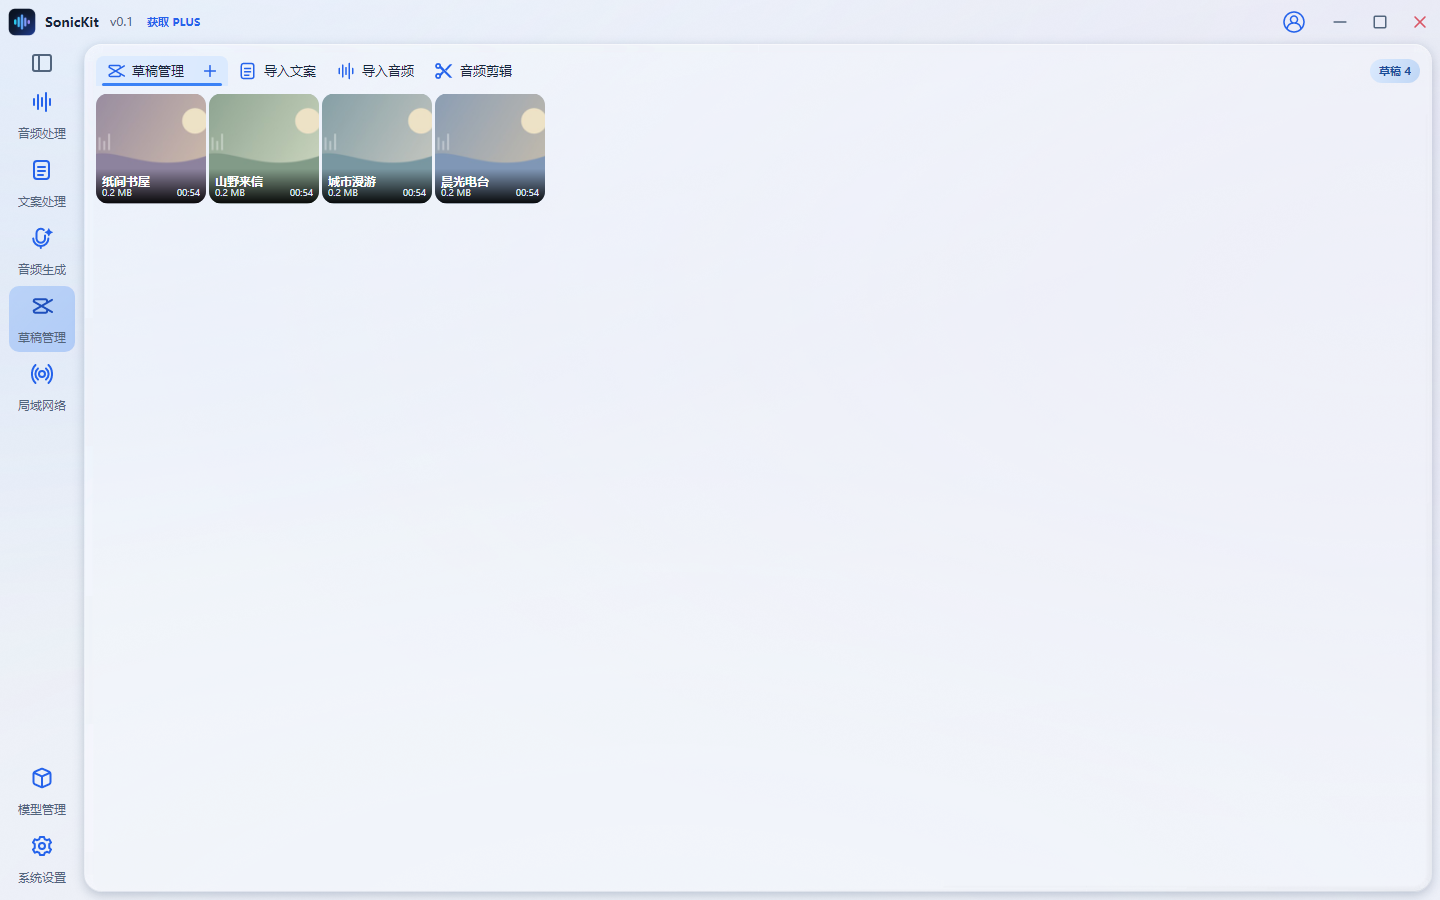 SonicKit v0.1 获取 PLUS
草稿管理 导入文案 导入音频 音频剪辑 草稿 4
音频处理
文案处理
音频生成
草稿管理
局域网络
模型管理
系统设置
纸间书屋
0.2 MB 00:54
山野来信
0.2 MB 00:54
城市漫游
0.2 MB 00:54
晨光电台
0.2 MB 00:54